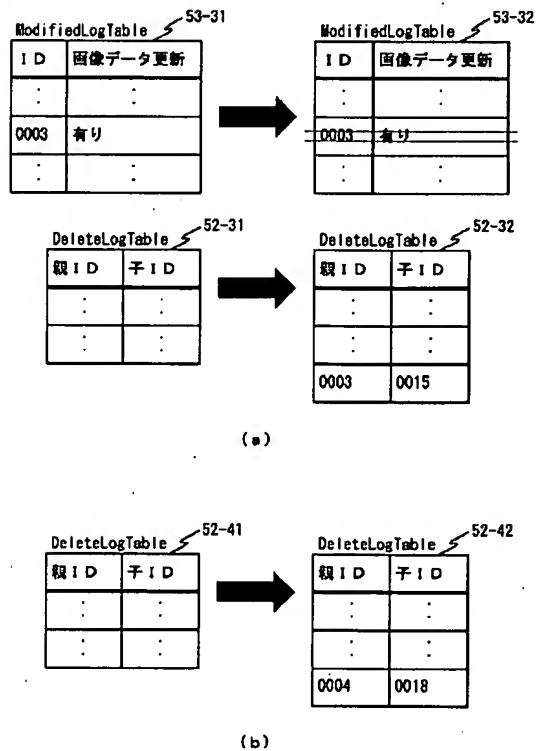 53-31
ModifiedLogTable
ID 画像データ更新
: :
0003 有り
: :
53-32
ModifiedLogTable
ID 画像データ更新
: :
0003 有り
: :
52-31
DeleteLogTable
親ID 子ID
: :
: :
52-32
DeleteLogTable
親ID 子ID
: :
: :
0003 0015
(a)
52-41
DeleteLogTable
親ID 子ID
: :
: :
52-42
DeleteLogTable
親ID 子ID
: :
: :
0004 0018
(b)